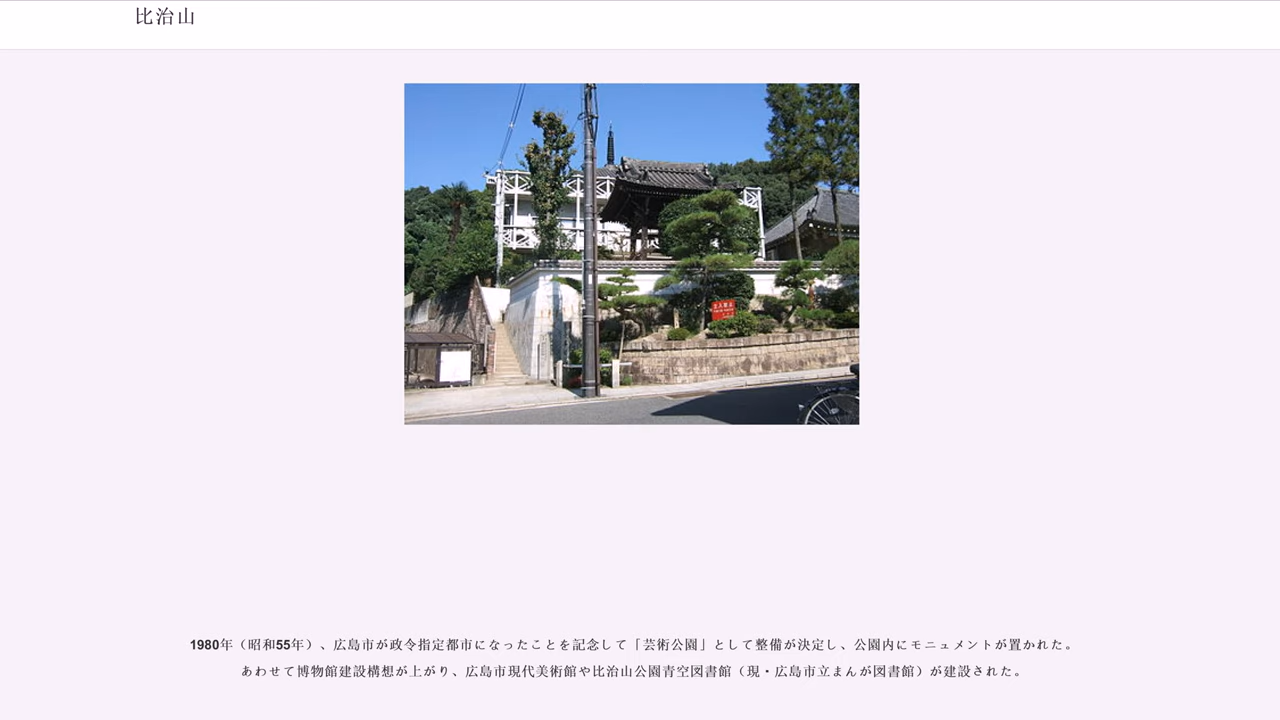 比治山
1980年（昭和55年）、広島市が政令指定都市になったことを記念して「芸術公園」として整備が決定し、公園内にモニュメントが置かれた。
あわせて博物館建設構想が上がり、広島市現代美術館や比治山公園青空図書館（現・広島市立まんが図書館）が建設された。